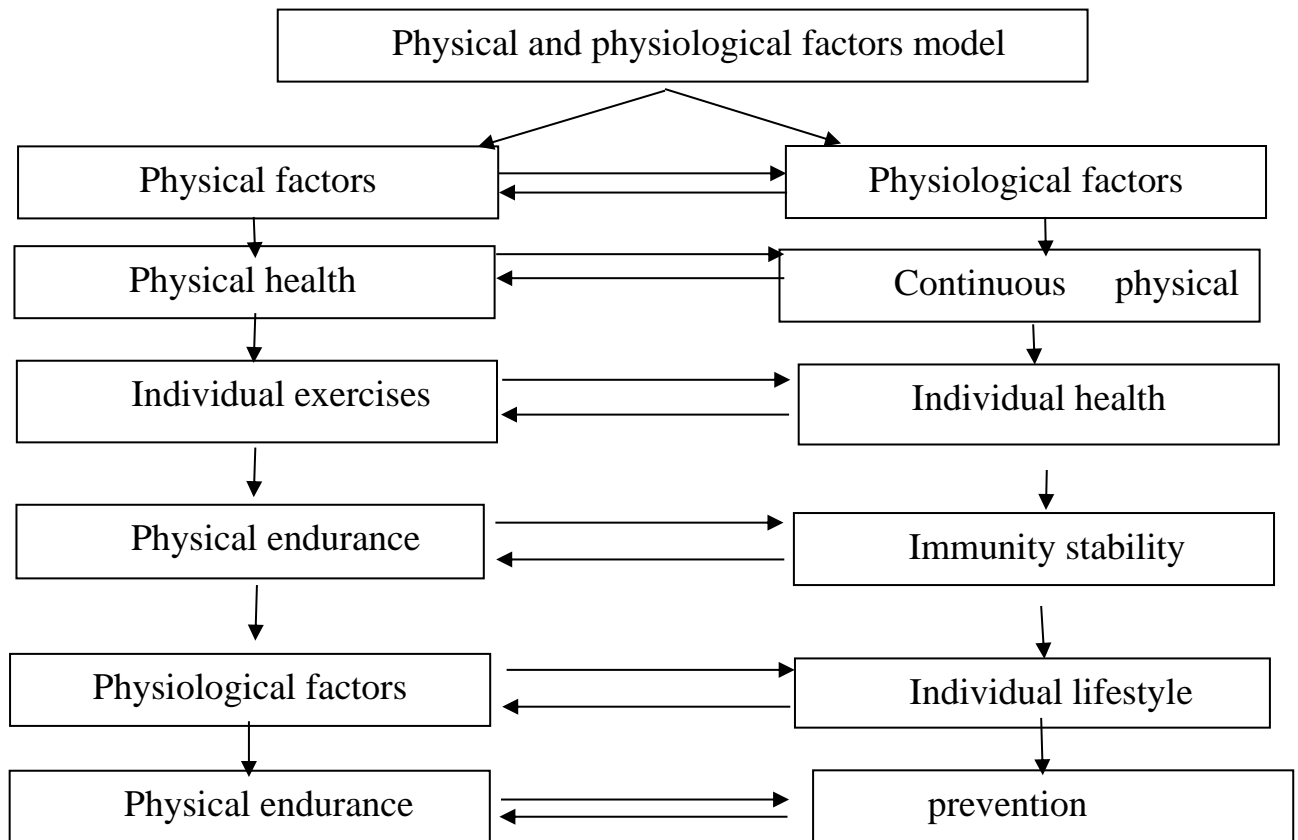 Physical and physiological factors model
Physical factors
Physiological factors
Physical health
Continuous physical
Individual exercises
Individual health
Physical endurance
Immunity stability
Physiological factors
Individual lifestyle
Physical endurance
prevention